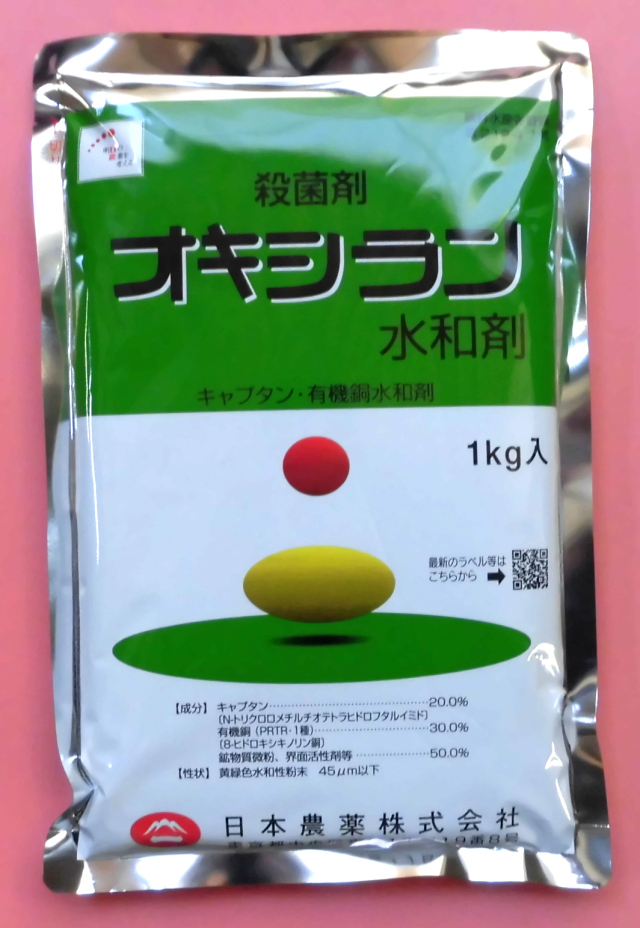 殺菌剤
オキシラン
水和剤
キャプタン・有機銅水和剤
1kg入
最新のラベル等は
こちらから
【成分】 キャプタン……………………20.0%
〔N-トリクロロメチルチオテトラヒドロフタルイミド〕
有機銅 (PRTR・1種)……………………30.0%
〔8-ヒドロキシキノリン銅〕
鉱物質微粉、界面活性剤等……………50.0%
【性状】 黄緑色水和性粉末 45μm以下
日本農薬株式会社